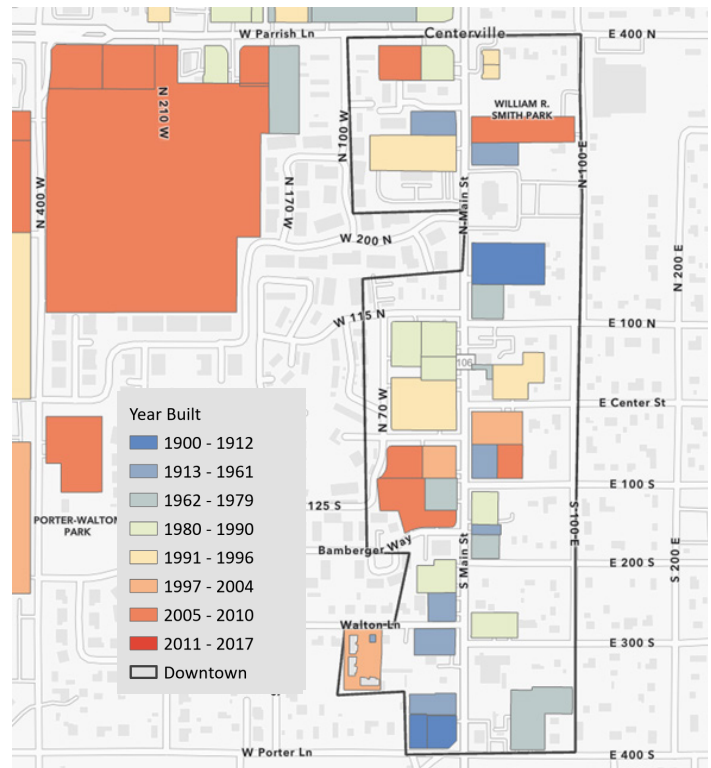 W Parrish Ln
Centerville
E 400 N
N 210 W
N 100 W
WILLIAM R.
SMITH PARK
N 100 E
N 400 W
N 170 W
N Main St
W 200 N
N 200 E
W 115 N
E 100 N
106
N 70 W
E Center St
Year Built
1900 - 1912
1913 - 1961
1962 - 1979
1980 - 1990
1991 - 1996
1997 - 2004
2005 - 2010
2011 - 2017
Downtown
E 100 S
125 S
PORTER-WALTON
PARK
S 100 E
Bamberger Way
S Main St
E 200 S
S 200 E
Walton Ln
E 300 S
W Porter Ln
E 400 S